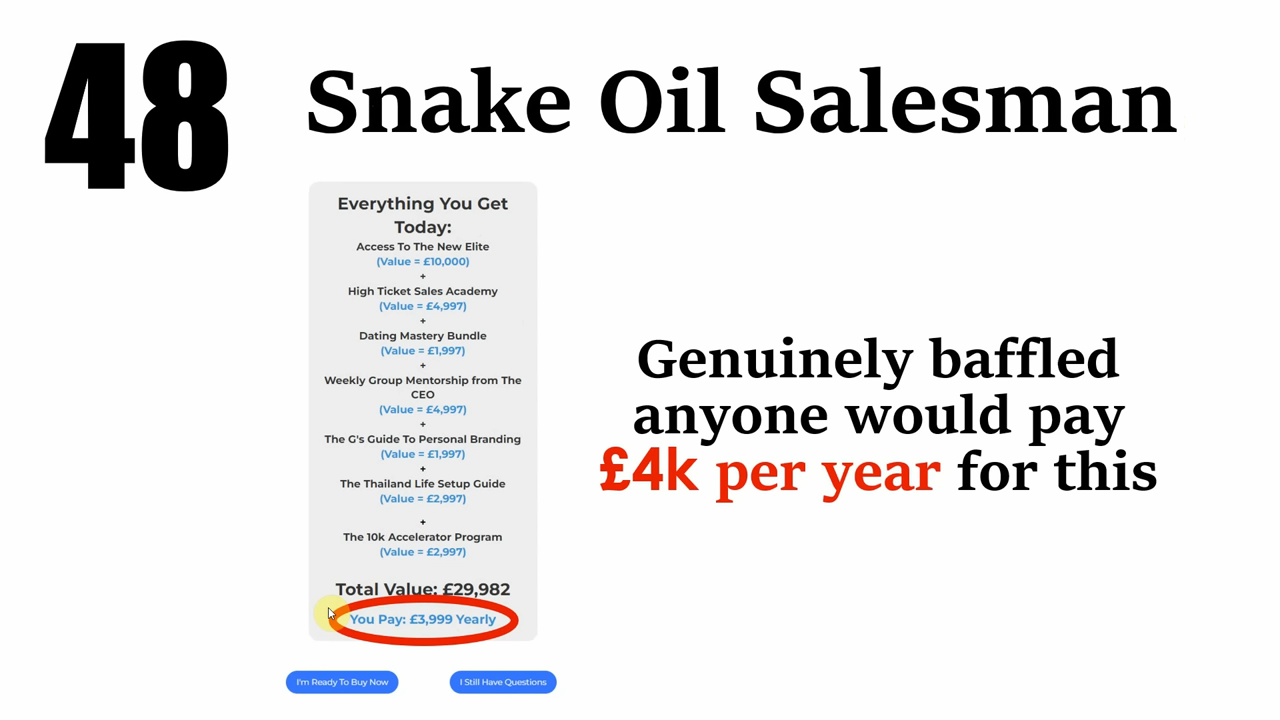 48
Snake Oil Salesman
Everything You Get
Today:
Access To The New Elite
(Value = £10,000)
+
High Ticket Sales Academy
(Value = £4,997)
+
Dating Mastery Bundle
(Value = £1,997)
+
Weekly Group Mentorship from The
CEO
(Value = £4,997)
+
The G's Guide To Personal Branding
(Value = £1,997)
+
The Thailand Life Setup Guide
(Value = £2,997)
+
The 10k Accelerator Program
(Value = £2,997)
Total Value: £29,982
You Pay: £3,999 Yearly
I'm Ready To Buy Now
I Still Have Questions
Genuinely baffled
anyone would pay
£4k per year for this